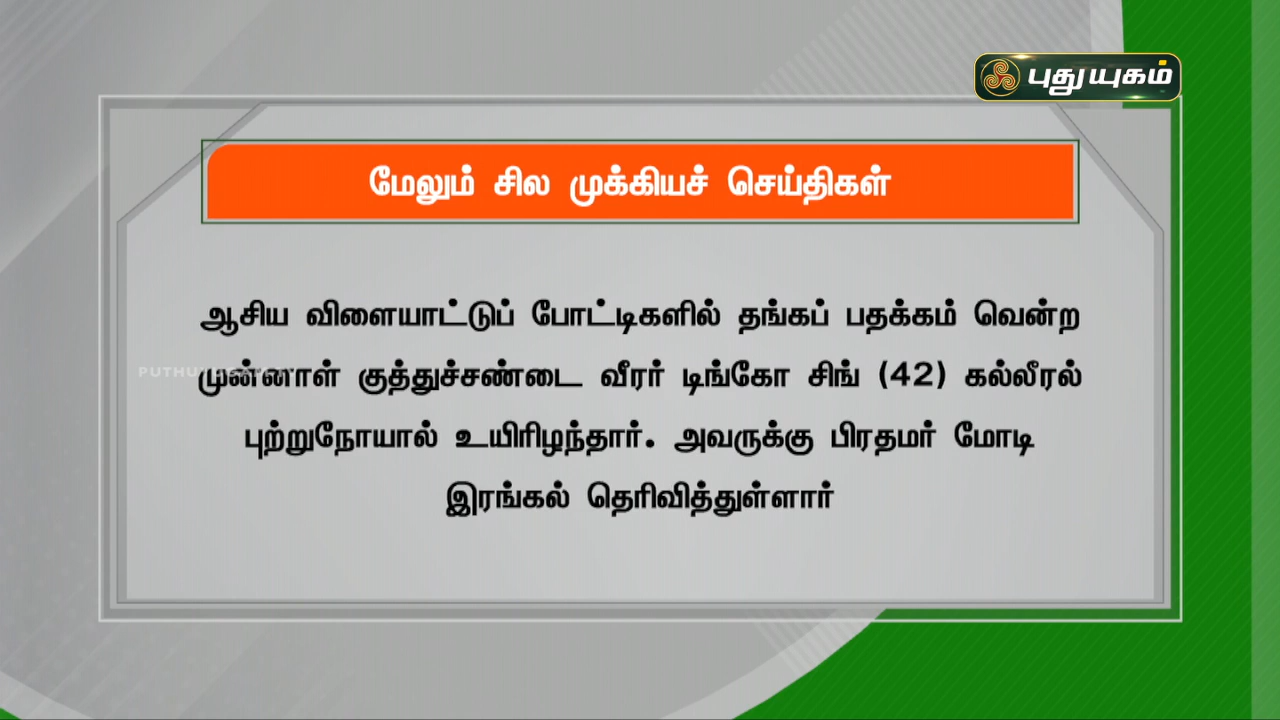 புதுயுகம்
மேலும் சில முக்கியச் செய்திகள்
ஆசிய விளையாட்டுப் போட்டிகளில் தங்கப் பதக்கம் வென்ற
முன்னாள் குத்துச்சண்டை வீரர் டிங்கோ சிங் (42) கல்லீரல்
புற்றுநோயால் உயிரிழந்தார். அவருக்கு பிரதமர் மோடி
இரங்கல் தெரிவித்துள்ளார்